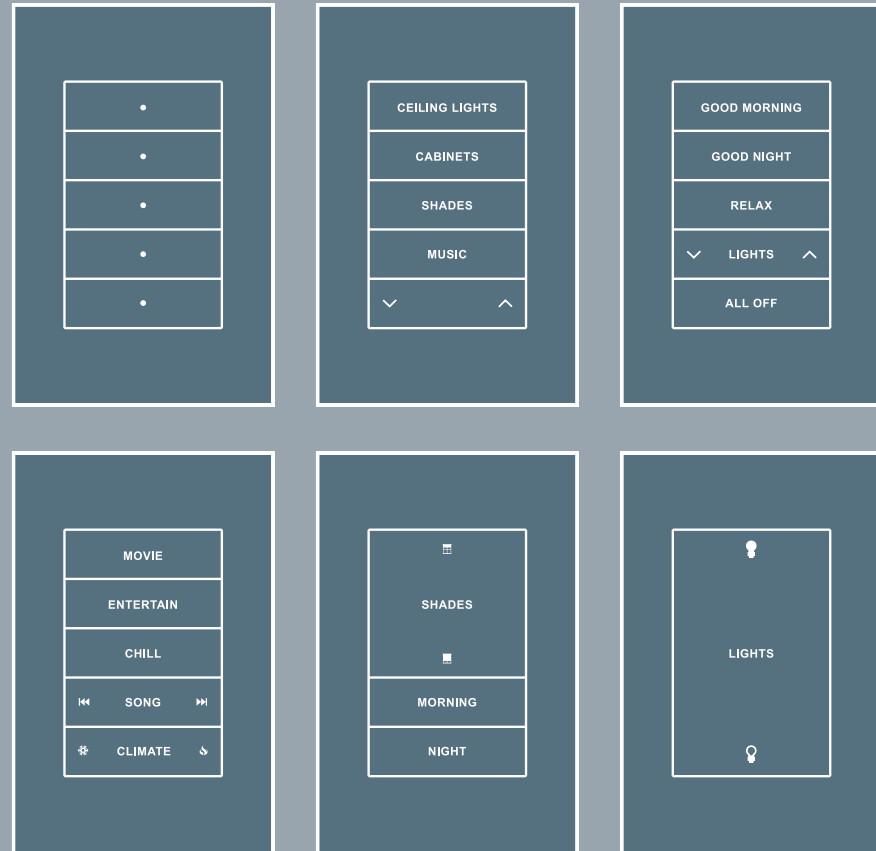 CEILING LIGHTS
CABINETS
SHADES
MUSIC
GOOD MORNING
GOOD NIGHT
RELAX
LIGHTS
ALL OFF
MOVIE
ENTERTAIN
CHILL
SONG
CLIMATE
SHADES
MORNING
NIGHT
LIGHTS